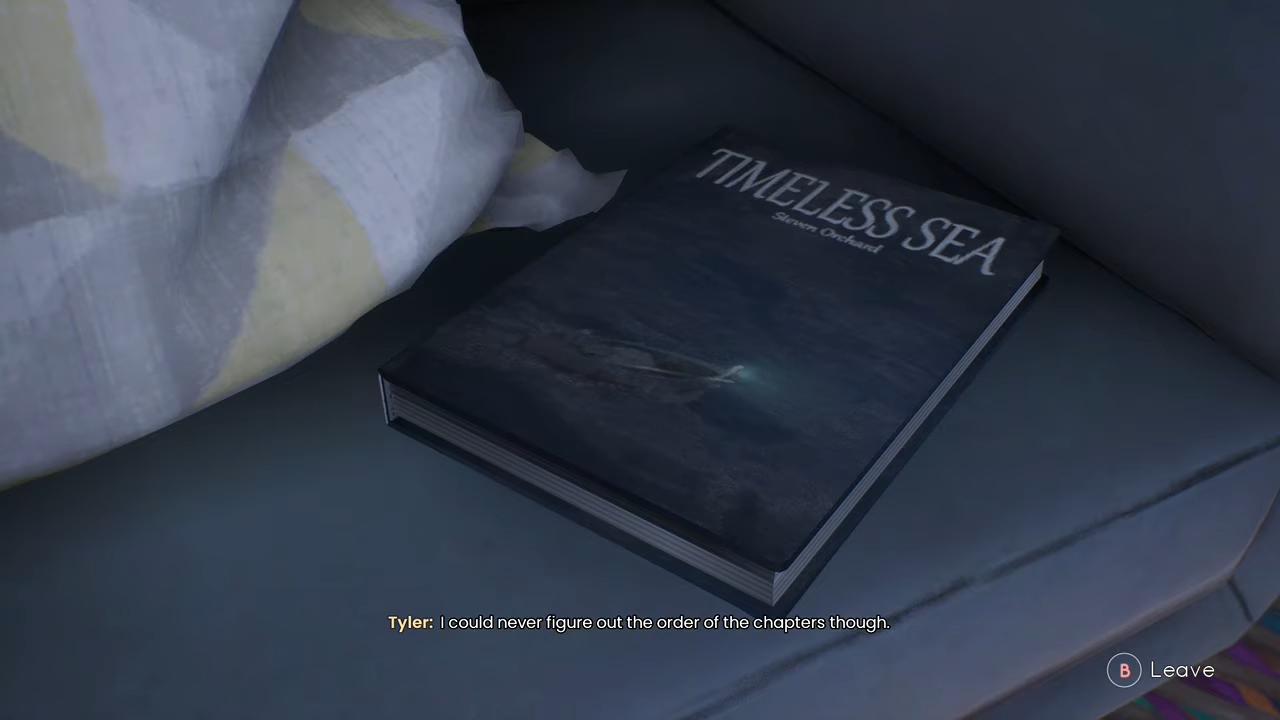 TIMELESS SEA
Steven Orchard
Tyler: I could never figure out the order of the chapters though.
B Leave